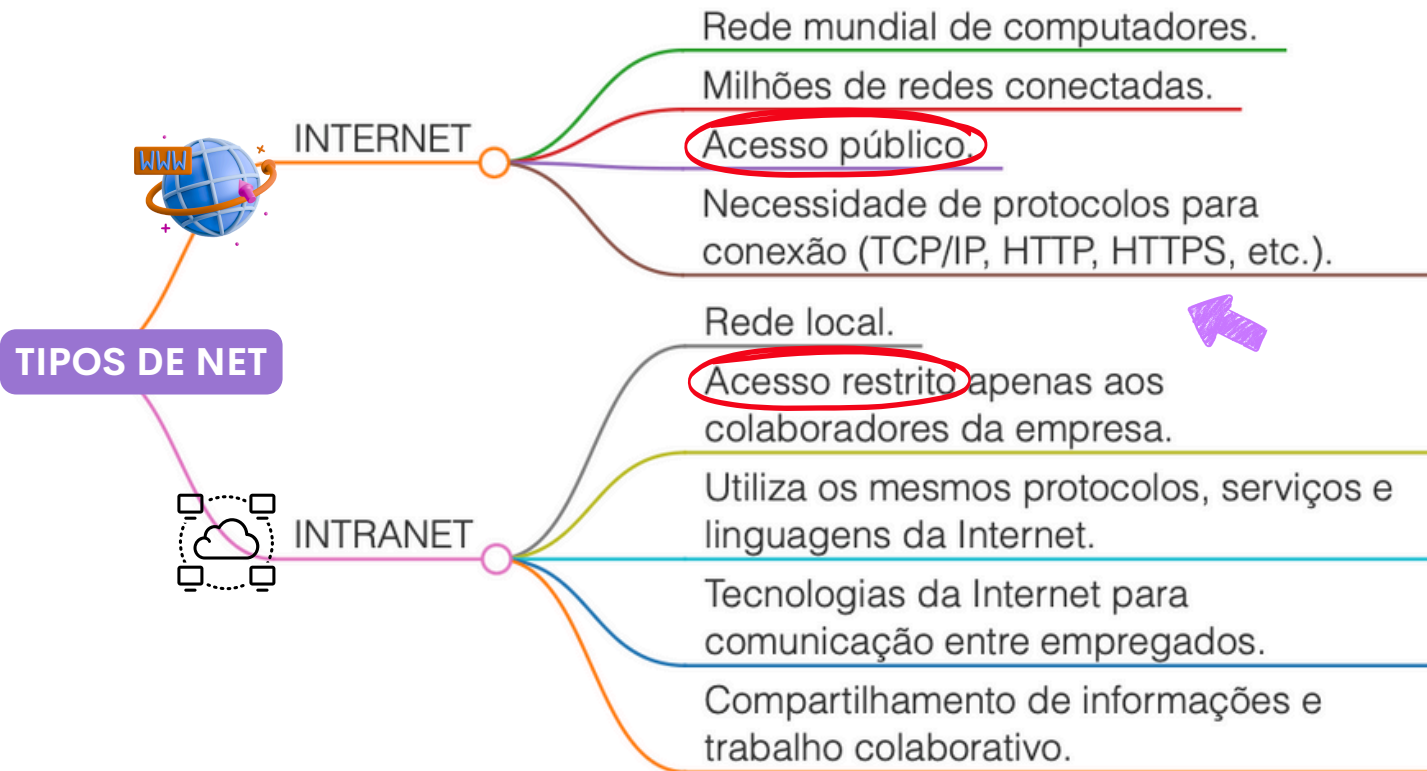 TIPOS DE NET
WWW
INTERNET
Rede mundial de computadores.
Milhões de redes conectadas.
Acesso público.
Necessidade de protocolos para
conexão (TCP/IP, HTTP, HTTPS, etc.).
INTRANET
Rede local.
Acesso restrito apenas aos
colaboradores da empresa.
Utiliza os mesmos protocolos, serviços e
linguagens da Internet.
Tecnologias da Internet para
comunicação entre empregados.
Compartilhamento de informações e
trabalho colaborativo.